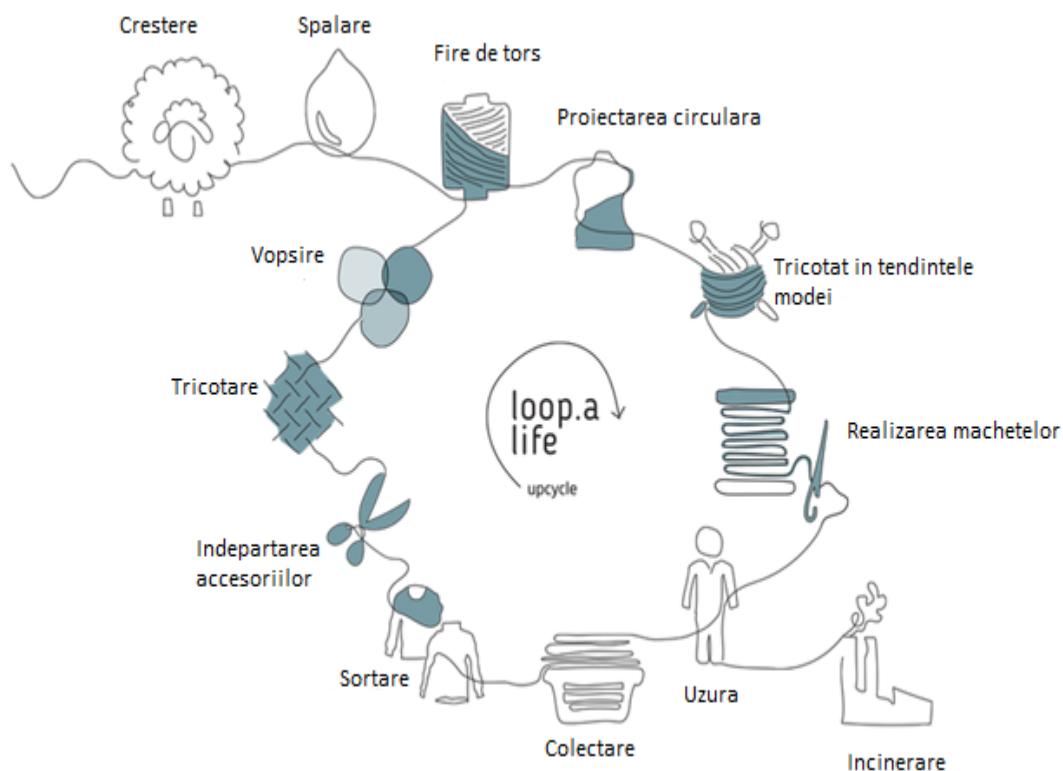 Crestere
Spalare
Fire de tors
Proiectarea circulara
Tricotat in tendintele
modei
Realizarea machetelor
Uzura
Incinerare
Colectare
Sortare
Indepartarea
accesoriilor
Tricotare
Vopsire
loop.a
life
upcycle